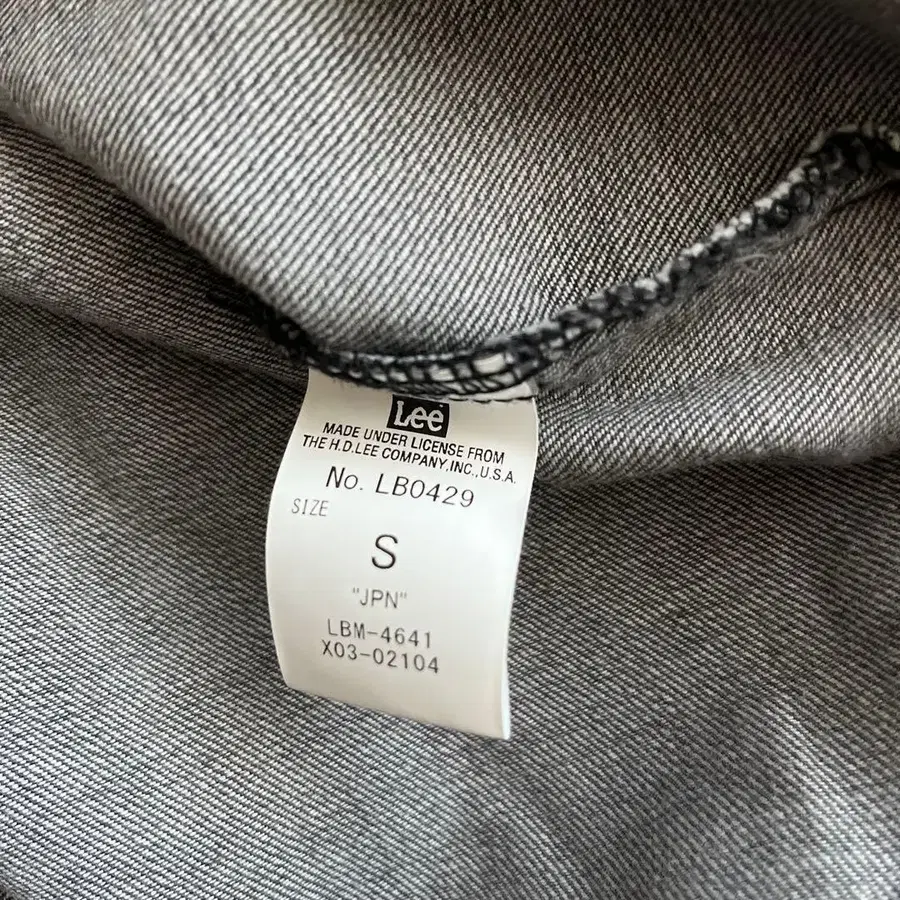 Lee
MADE UNDER LICENSE FROM
THE H.D.LEE COMPANY,INC.,U.S.A.
No. LB0429
SIZE
S
"JPN"
LBM-4641
X03-02104